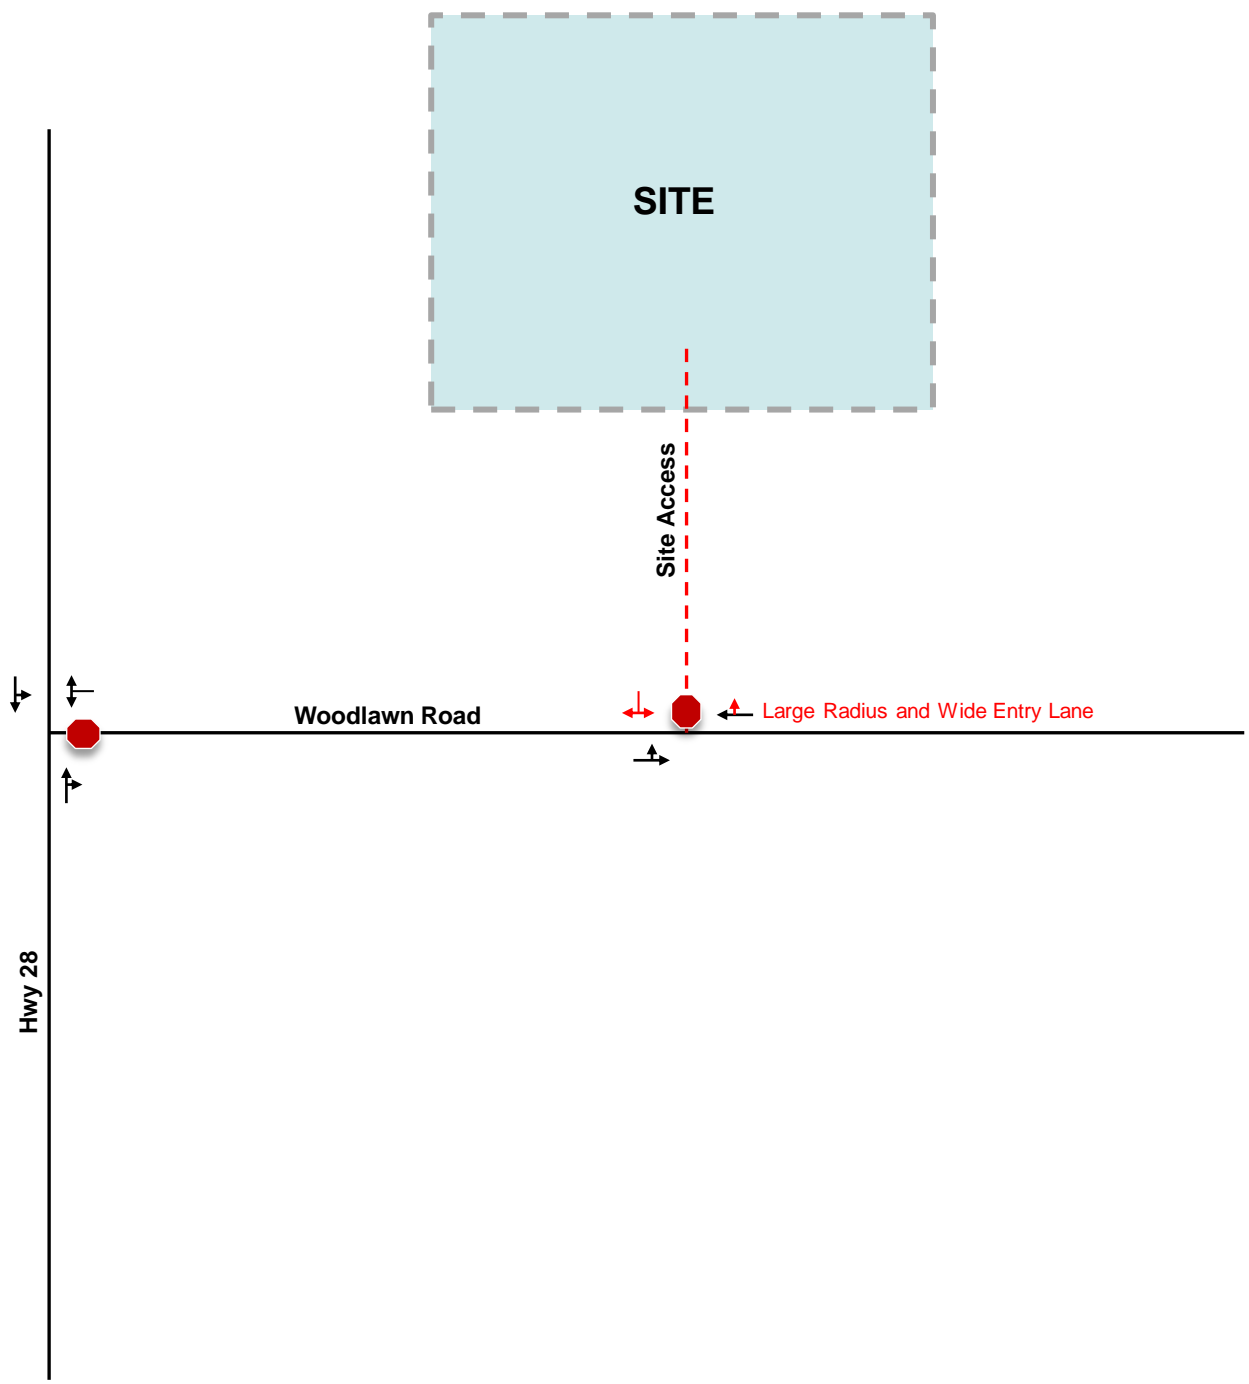 SITE
Site Access
Large Radius and Wide Entry Lane
Woodlawn Road
Hwy 28